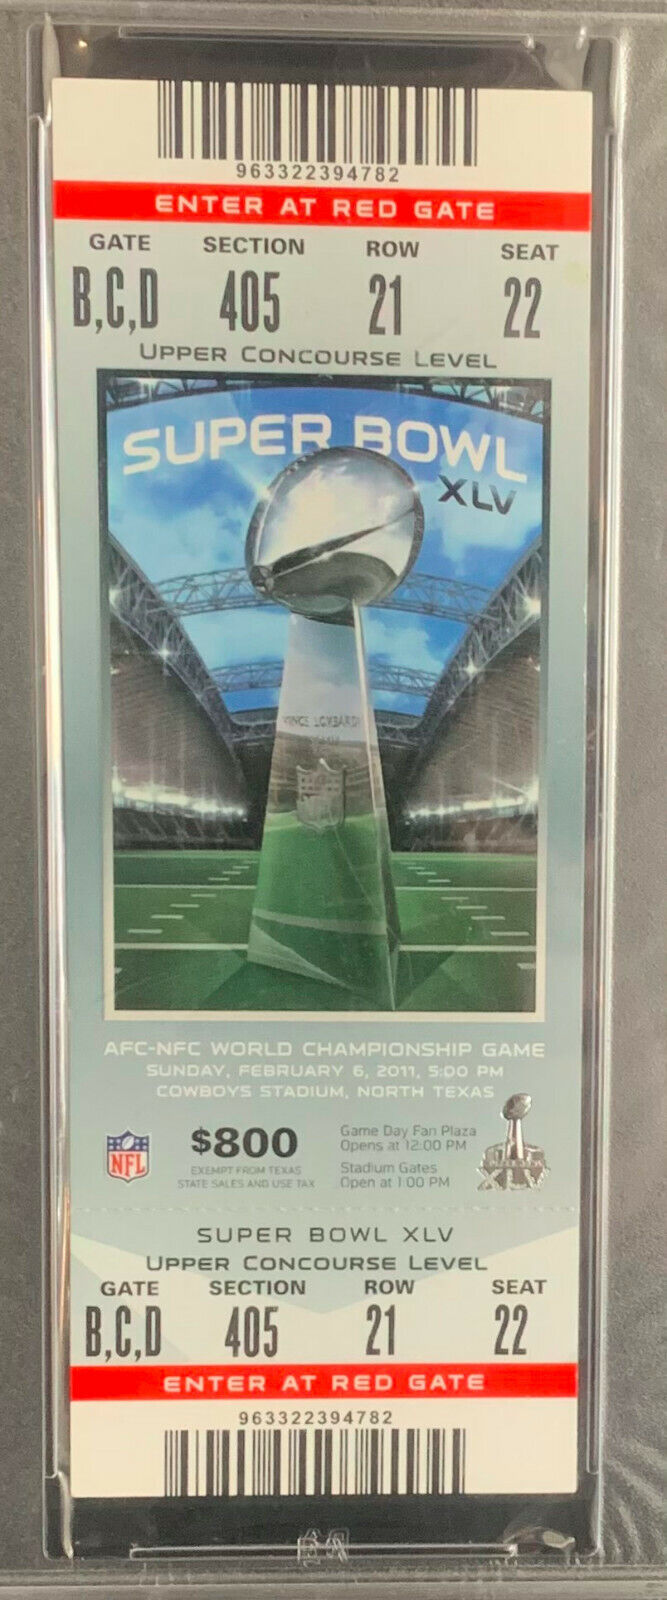 963322394782
ENTER AT RED GATE
GATE SECTION ROW SEAT
B,C,D 405 21 22
UPPER CONCOURSE LEVEL
SUPER BOWL
XLV
VINCE LOMBARDI
NFL
AFC-NFC WORLD CHAMPIONSHIP GAME
SUNDAY, FEBRUARY 6, 2011, 5:00 PM
COWBOYS STADIUM, NORTH TEXAS
NFL
$800
EXEMPT FROM TEXAS
STATE SALES AND USE TAX
Game Day Fan Plaza
Opens at 12:00 PM
Stadium Gates
Open at 1:00 PM
XLV
SUPER BOWL XLV
UPPER CONCOURSE LEVEL
GATE SECTION ROW SEAT
B,C,D 405 21 22
ENTER AT RED GATE
963322394782